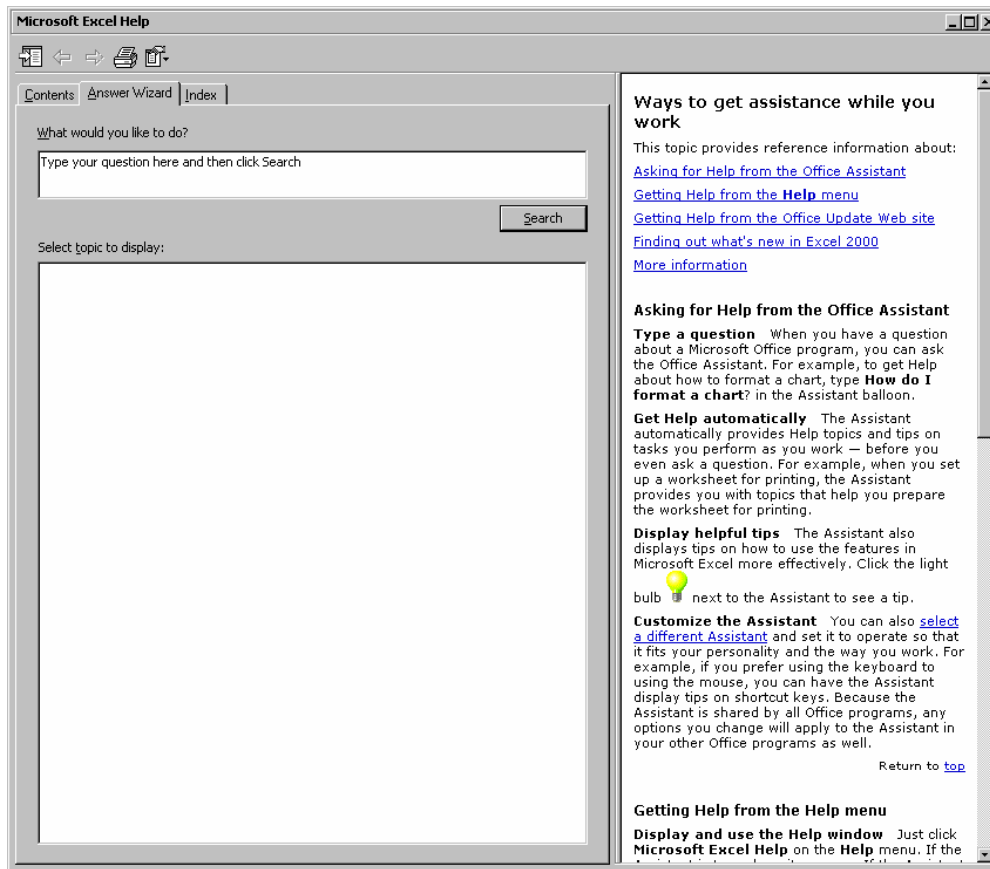 Microsoft Excel Help
Contents Answer Wizard Index
What would you like to do?
Type your question here and then click Search
Search
Select topic to display:
Ways to get assistance while you
work
This topic provides reference information about:
Asking for Help from the Office Assistant
Getting Help from the Help menu
Getting Help from the Office Update Web site
Finding out what's new in Excel 2000
More information
Asking for Help from the Office Assistant
Type a question When you have a question
about a Microsoft Office program, you can ask
the Office Assistant. For example, to get Help
about how to format a chart, type How do I
format a chart? in the Assistant balloon.
Get Help automatically The Assistant
automatically provides Help topics and tips on
tasks you perform as you work — before you
even ask a question. For example, when you set
up a worksheet for printing, the Assistant
provides you with topics that help you prepare
the worksheet for printing.
Display helpful tips The Assistant also
displays tips on how to use the features in
Microsoft Excel more effectively. Click the light
bulb next to the Assistant to see a tip.
Customize the Assistant You can also select
a different Assistant and set it to operate so that
it fits your personality and the way you work. For
example, if you prefer using the keyboard to
using the mouse, you can have the Assistant
display tips on shortcut keys. Because the
Assistant is shared by all Office programs, any
options you change will apply to the Assistant in
your other Office programs as well.
Return to top
Getting Help from the Help menu
Display and use the Help window Just click
Microsoft Excel Help on the Help menu. If the